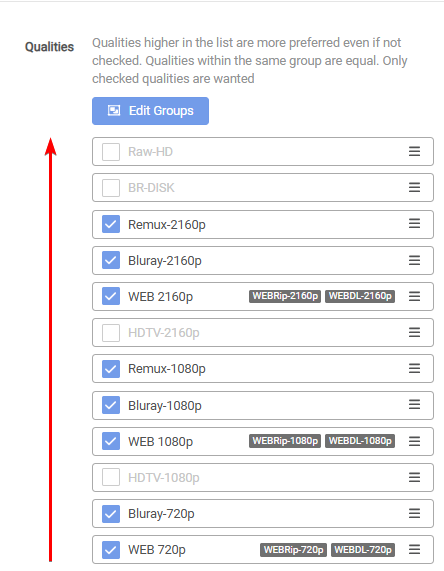 Qualities
Qualities higher in the list are more preferred even if not
checked. Qualities within the same group are equal. Only
checked qualities are wanted
Edit Groups
Raw-HD
BR-DISK
Remux-2160p
Bluray-2160p
WEB 2160p WEBRip-2160p WEBDL-2160p
HDTV-2160p
Remux-1080p
Bluray-1080p
WEB 1080p WEBRip-1080p WEBDL-1080p
HDTV-1080p
Bluray-720p
WEB 720p WEBRip-720p WEBDL-720p